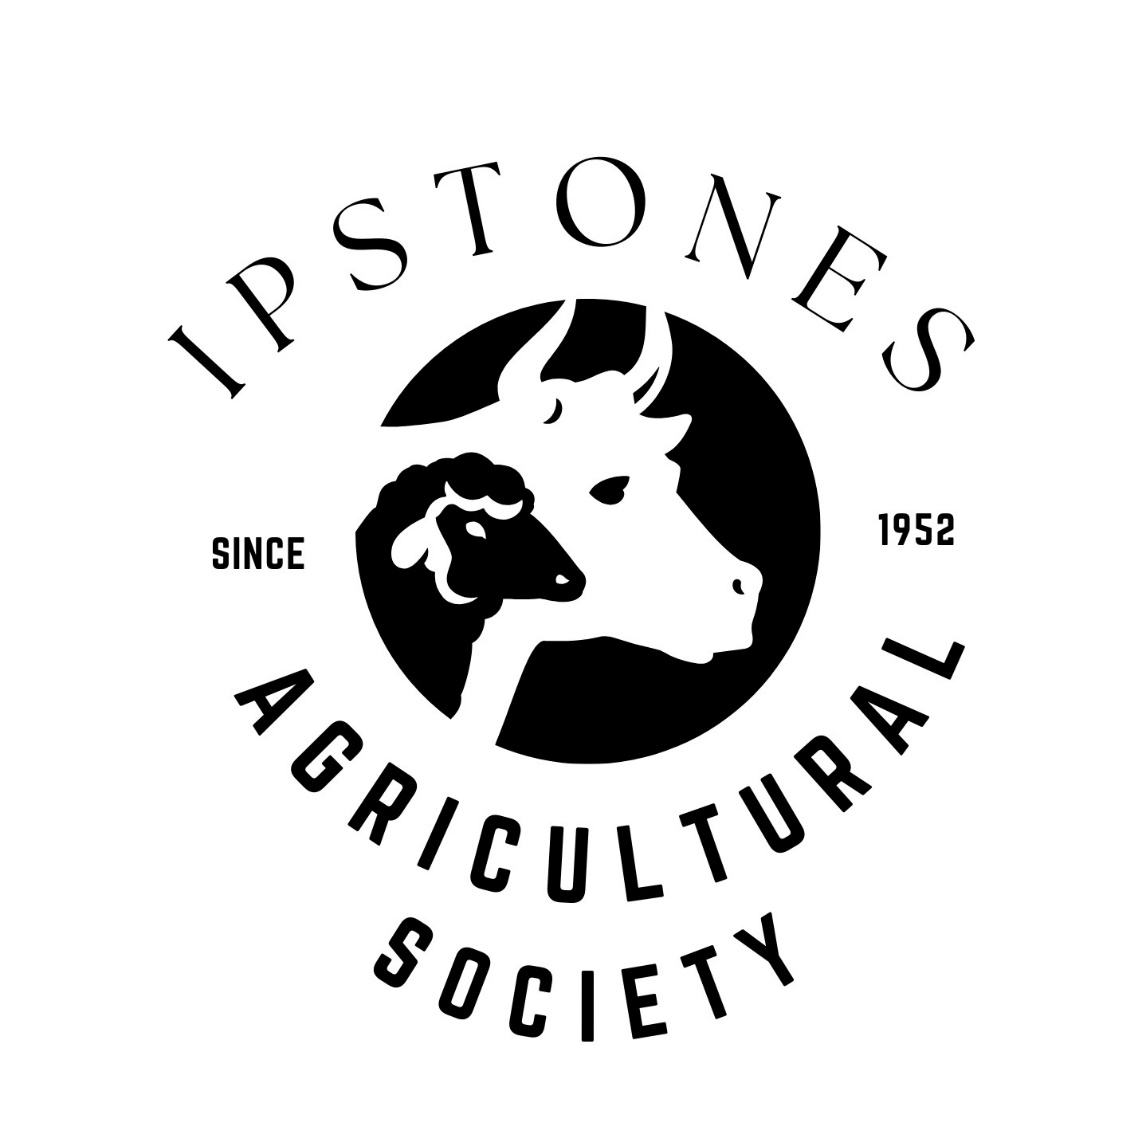 IPSTONES
SINCE
1952
AGRICULTURAL
SOCIETY